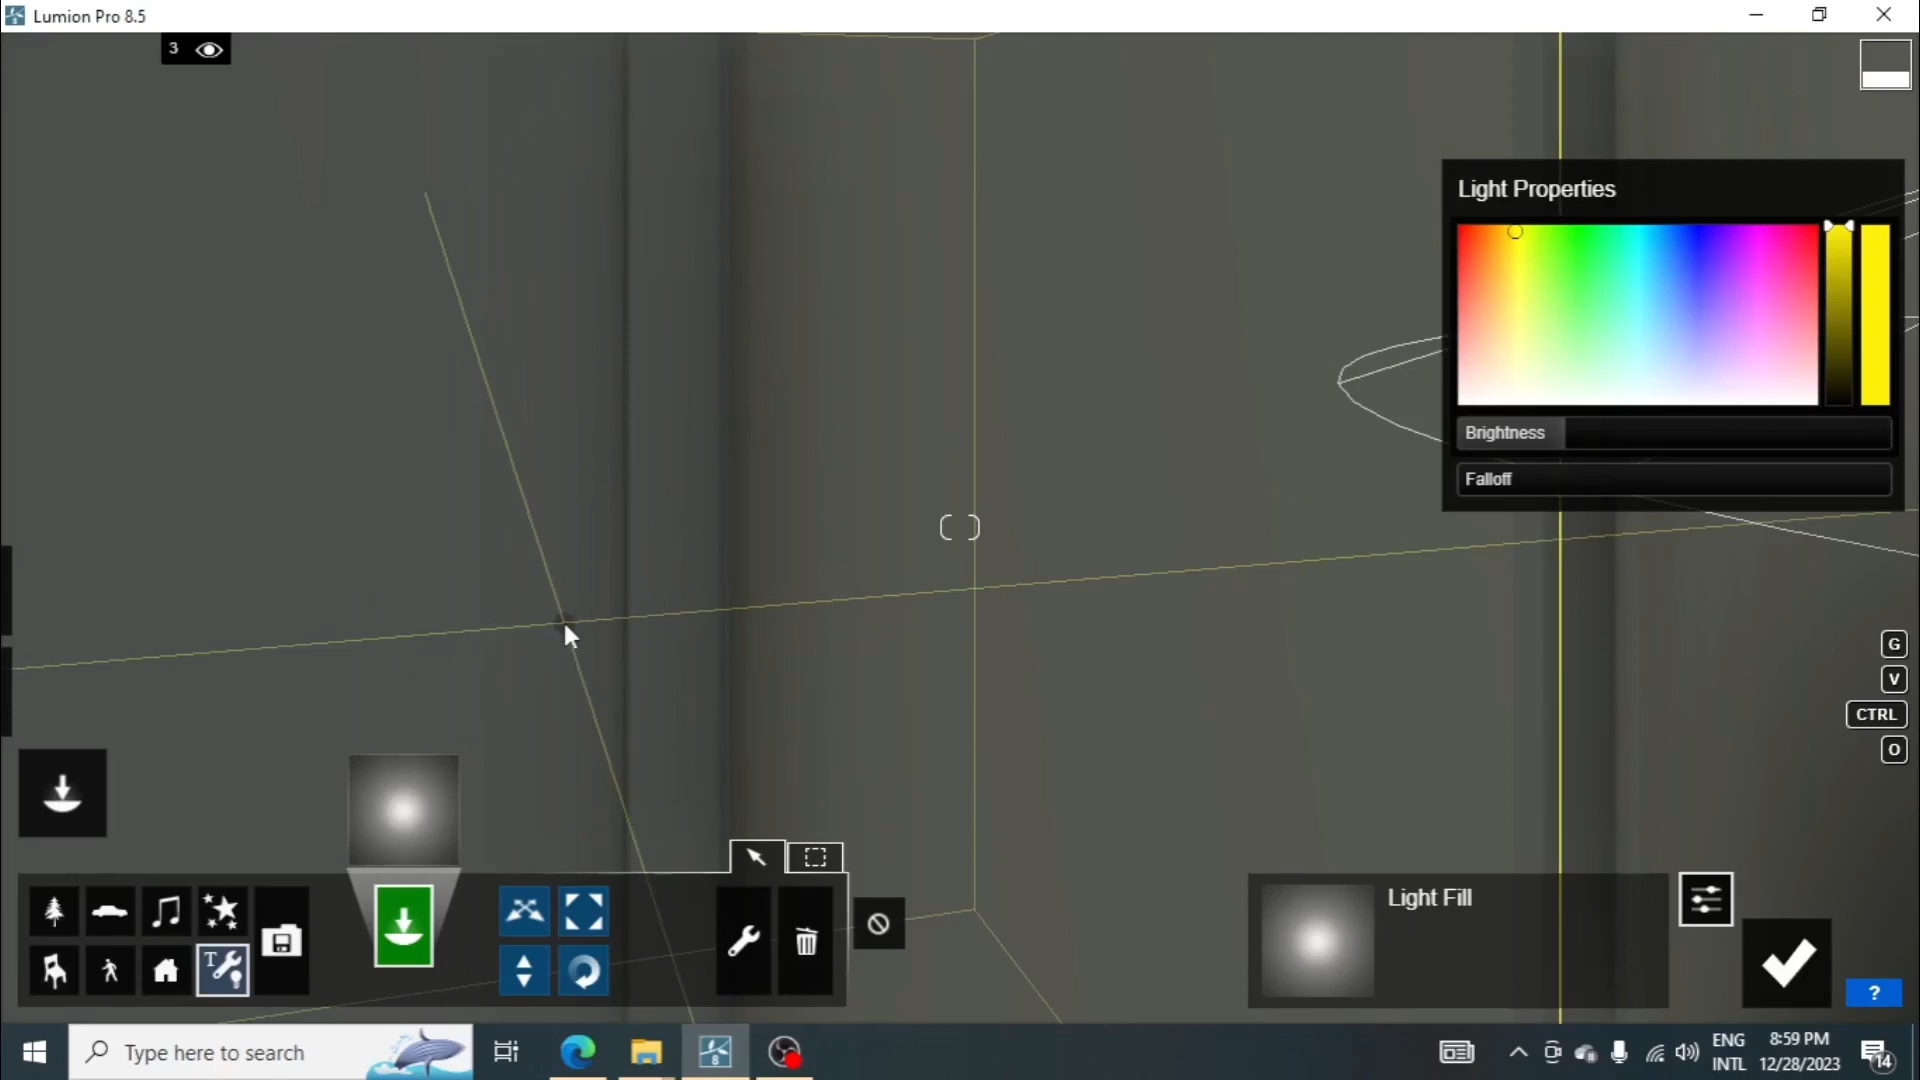 Lumion Pro 8.5
3
Light Properties
Brightness
Falloff
G
V
CTRL
O
Light Fill
T
?
8
Type here to search
ENG
INTL
8:59 PM
12/28/2023
14